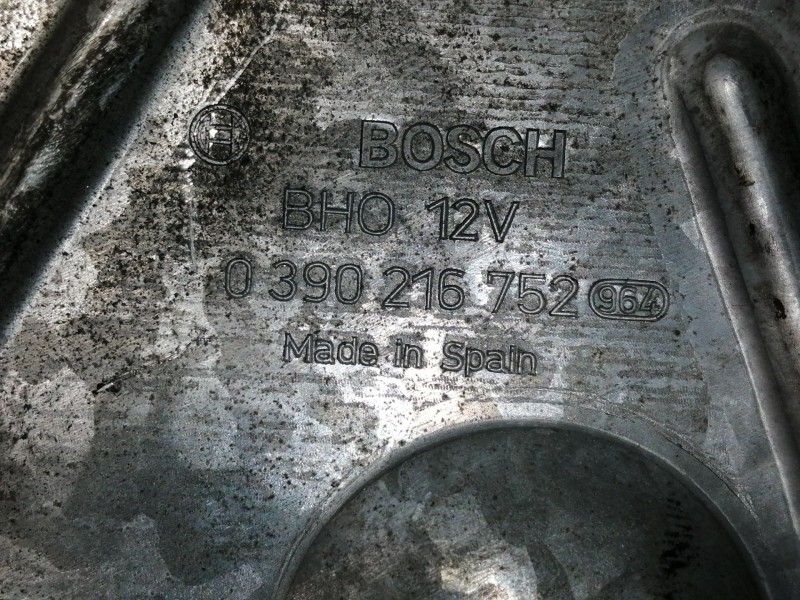 BOSCH
BHO 12V
0 390 216 752 964
Made in Spain